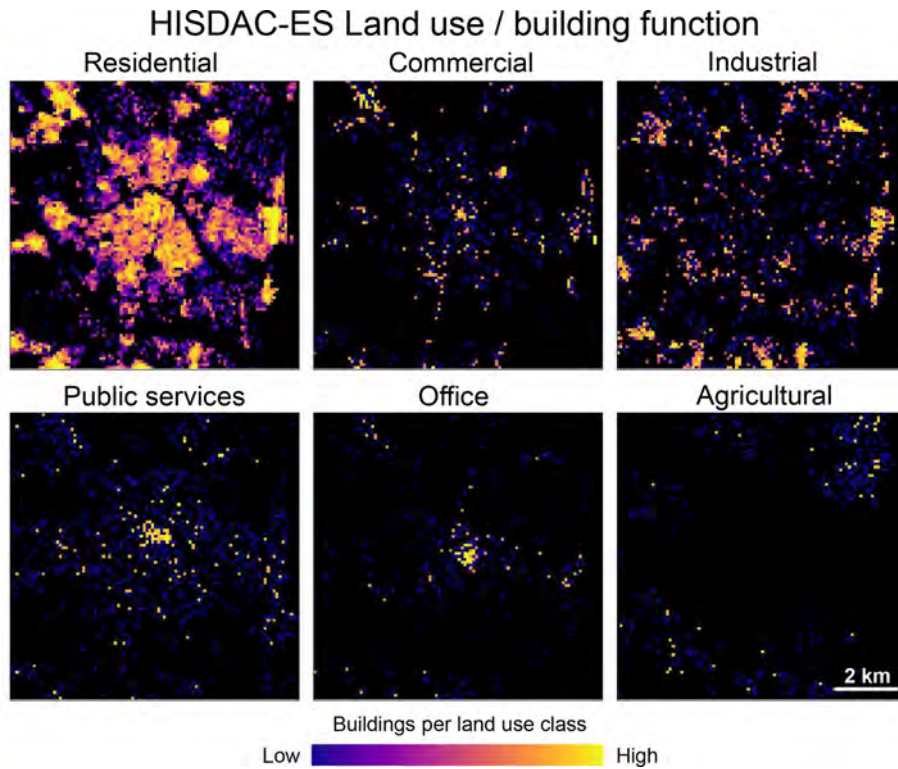 HISDAC-ES Land use / building function
Residential
Commercial
Industrial
Public services
Office
Agricultural
2 km
Buildings per land use class
Low
High